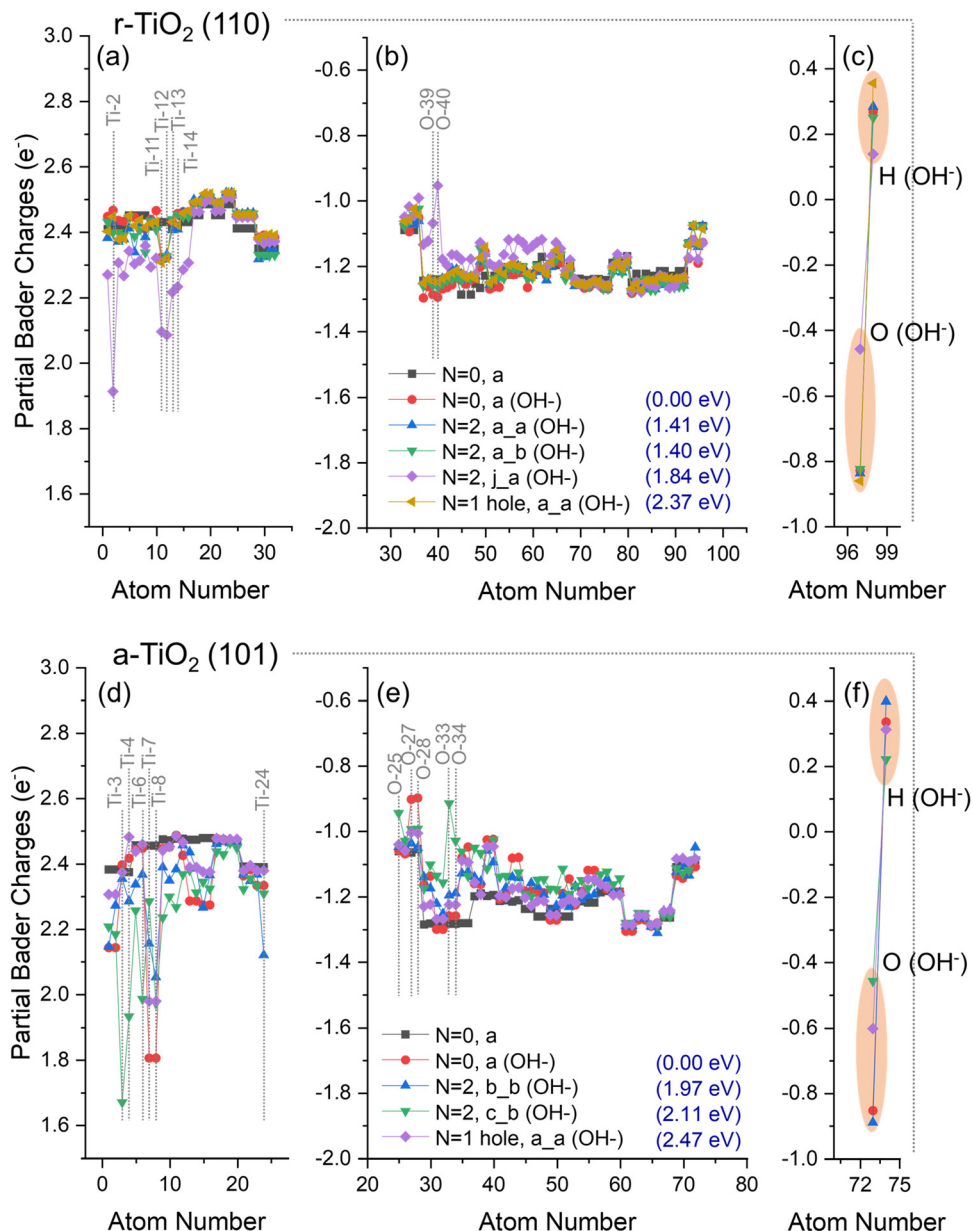 r-TiO2 (110)
(a)
(b)
(c)
Partial Bader Charges (e-)
3.0
2.8
2.6
2.4
2.2
2.0
1.8
1.6
Ti-2
Ti-11
Ti-12
Ti-13
Ti-14
0 10 20 30
Atom Number
-0.6
-0.8
-1.0
-1.2
-1.4
-1.6
-1.8
-2.0
O-39
O-40
N=0, a
N=0, a (OH-) (0.00 eV)
N=2, a_a (OH-) (1.41 eV)
N=2, a_b (OH-) (1.40 eV)
N=2, j_a (OH-) (1.84 eV)
N=1 hole, a_a (OH-) (2.37 eV)
30 40 50 60 70 80 90 100
Atom Number
0.4
0.2
0.0
-0.2
-0.4
-0.6
-0.8
-1.0
H (OH-)
O (OH-)
96 99
Atom Number
a-TiO2 (101)
(d)
(e)
(f)
Partial Bader Charges (e-)
3.0
2.8
2.6
2.4
2.2
2.0
1.8
1.6
Ti-3
Ti-4
Ti-6
Ti-7
Ti-8
Ti-24
0 10 20
Atom Number
-0.6
-0.8
-1.0
-1.2
-1.4
-1.6
-1.8
-2.0
O-25
O-27
O-28
O-33
O-34
N=0, a
N=0, a (OH-) (0.00 eV)
N=2, b_b (OH-) (1.97 eV)
N=2, c_b (OH-) (2.11 eV)
N=1 hole, a_a (OH-) (2.47 eV)
20 30 40 50 60 70 80
Atom Number
0.4
0.2
0.0
-0.2
-0.4
-0.6
-0.8
-1.0
H (OH-)
O (OH-)
72 75
Atom Number